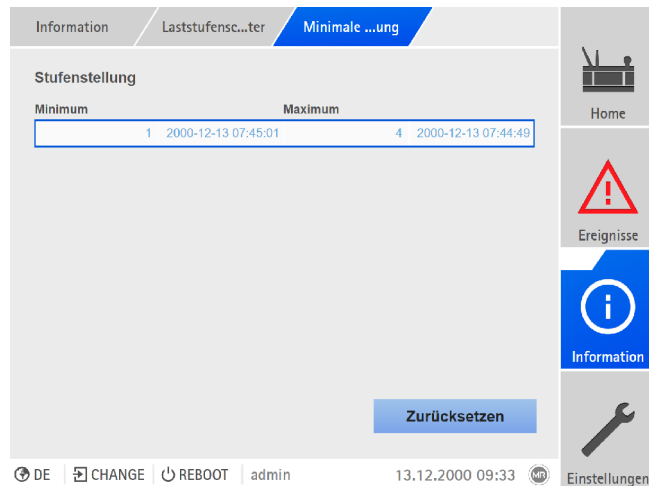 Information
Laststufensc...ter
Minimale ...ung
Stufenstellung
Minimum Maximum
1 2000-12-13 07:45:01 4 2000-12-13 07:44:49
Zurücksetzen
Home
Ereignisse
Information
Einstellungen
DE CHANGE REBOOT admin 13.12.2000 09:33 MR